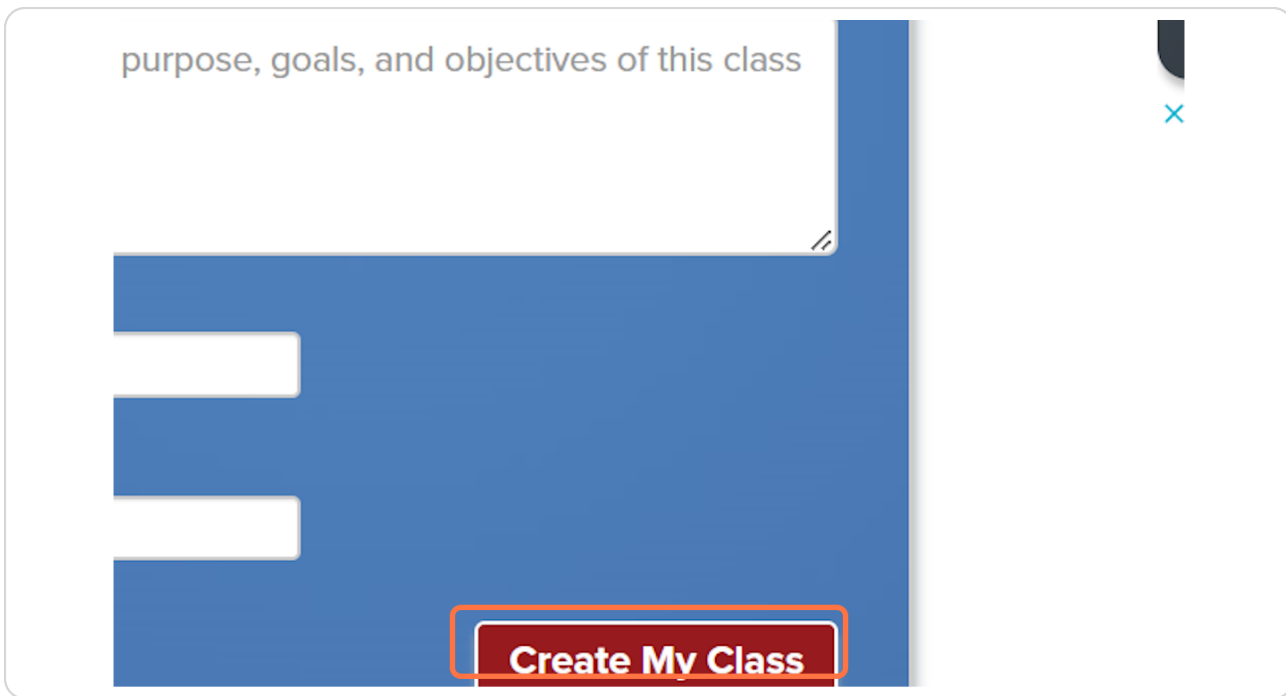 purpose, goals, and objectives of this class
Create My Class